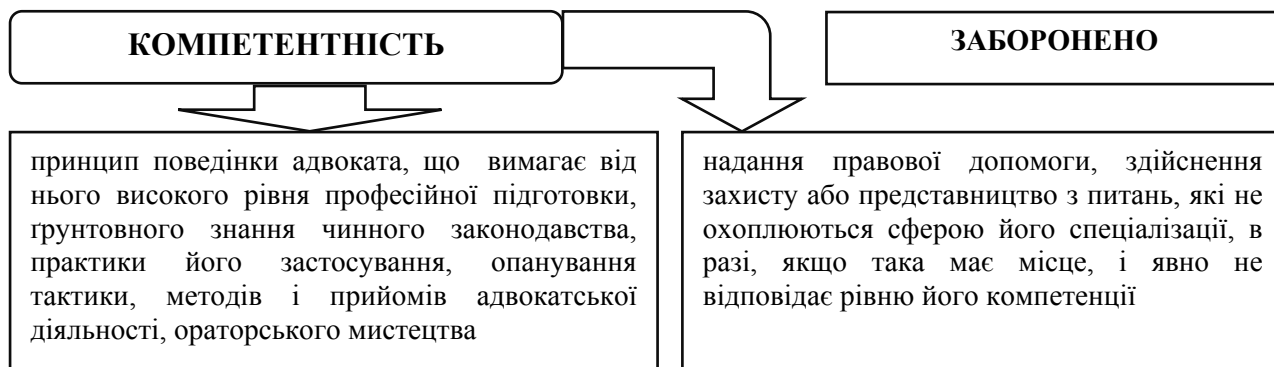 КОМПЕТЕНТНІСТЬ
принцип поведінки адвоката, що вимагає від
нього високого рівня професійної підготовки,
ґрунтовного знання чинного законодавства,
практики його застосування, опанування
тактики, методів і прийомів адвокатської
діяльності, ораторського мистецтва
ЗАБОРОНЕНО
надання правової допомоги, здійснення
захисту або представництво з питань, які не
охоплюються сферою його спеціалізації, в
разі, якщо така має місце, і явно не
відповідає рівню його компетенції